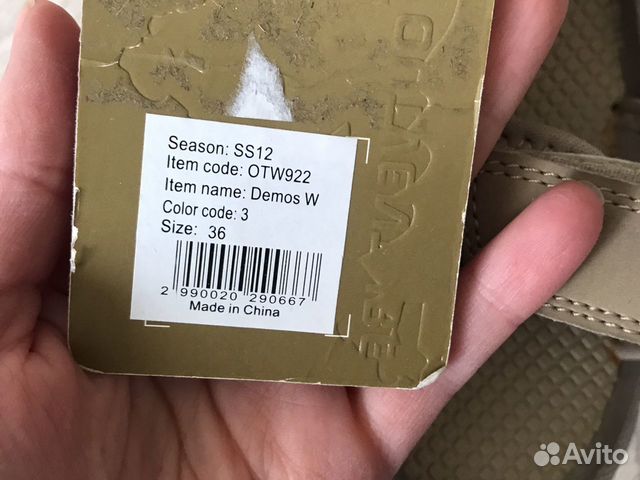 Season: SS12
Item code: OTW922
Item name: Demos W
Color code: 3
Size: 36
2 990020 290667
Made in China
Avito